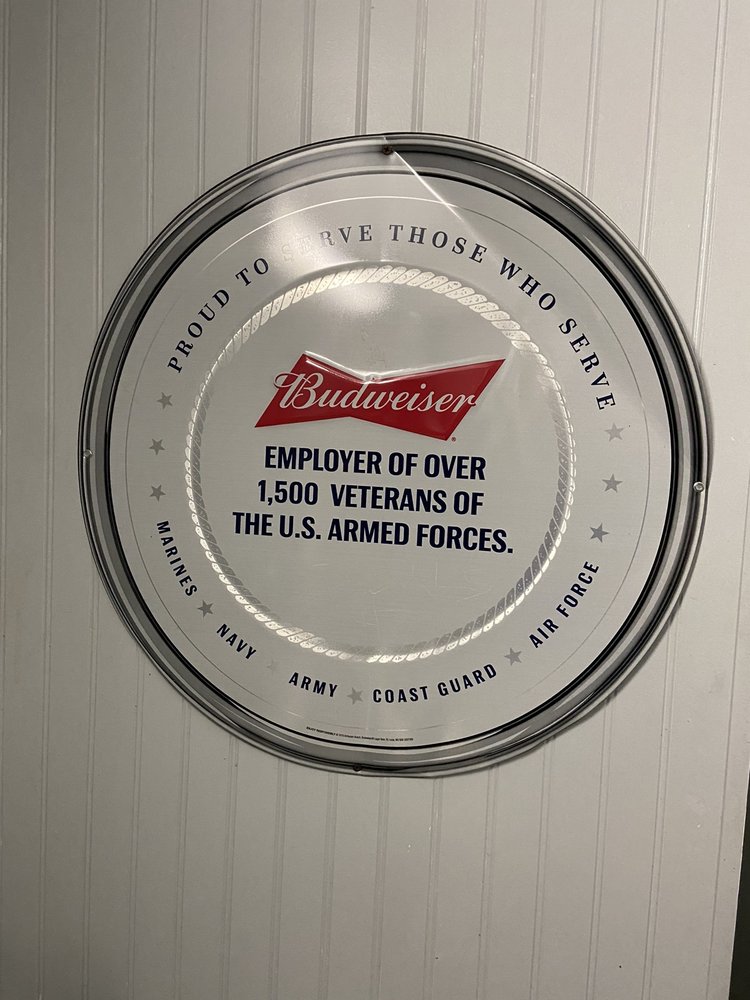 PROUD TO SERVE THOSE WHO SERVE
Budweiser
EMPLOYER OF OVER
1,500 VETERANS OF
THE U.S. ARMED FORCES.
MARINES ★ NAVY ★ ARMY ★ COAST GUARD ★ AIR FORCE